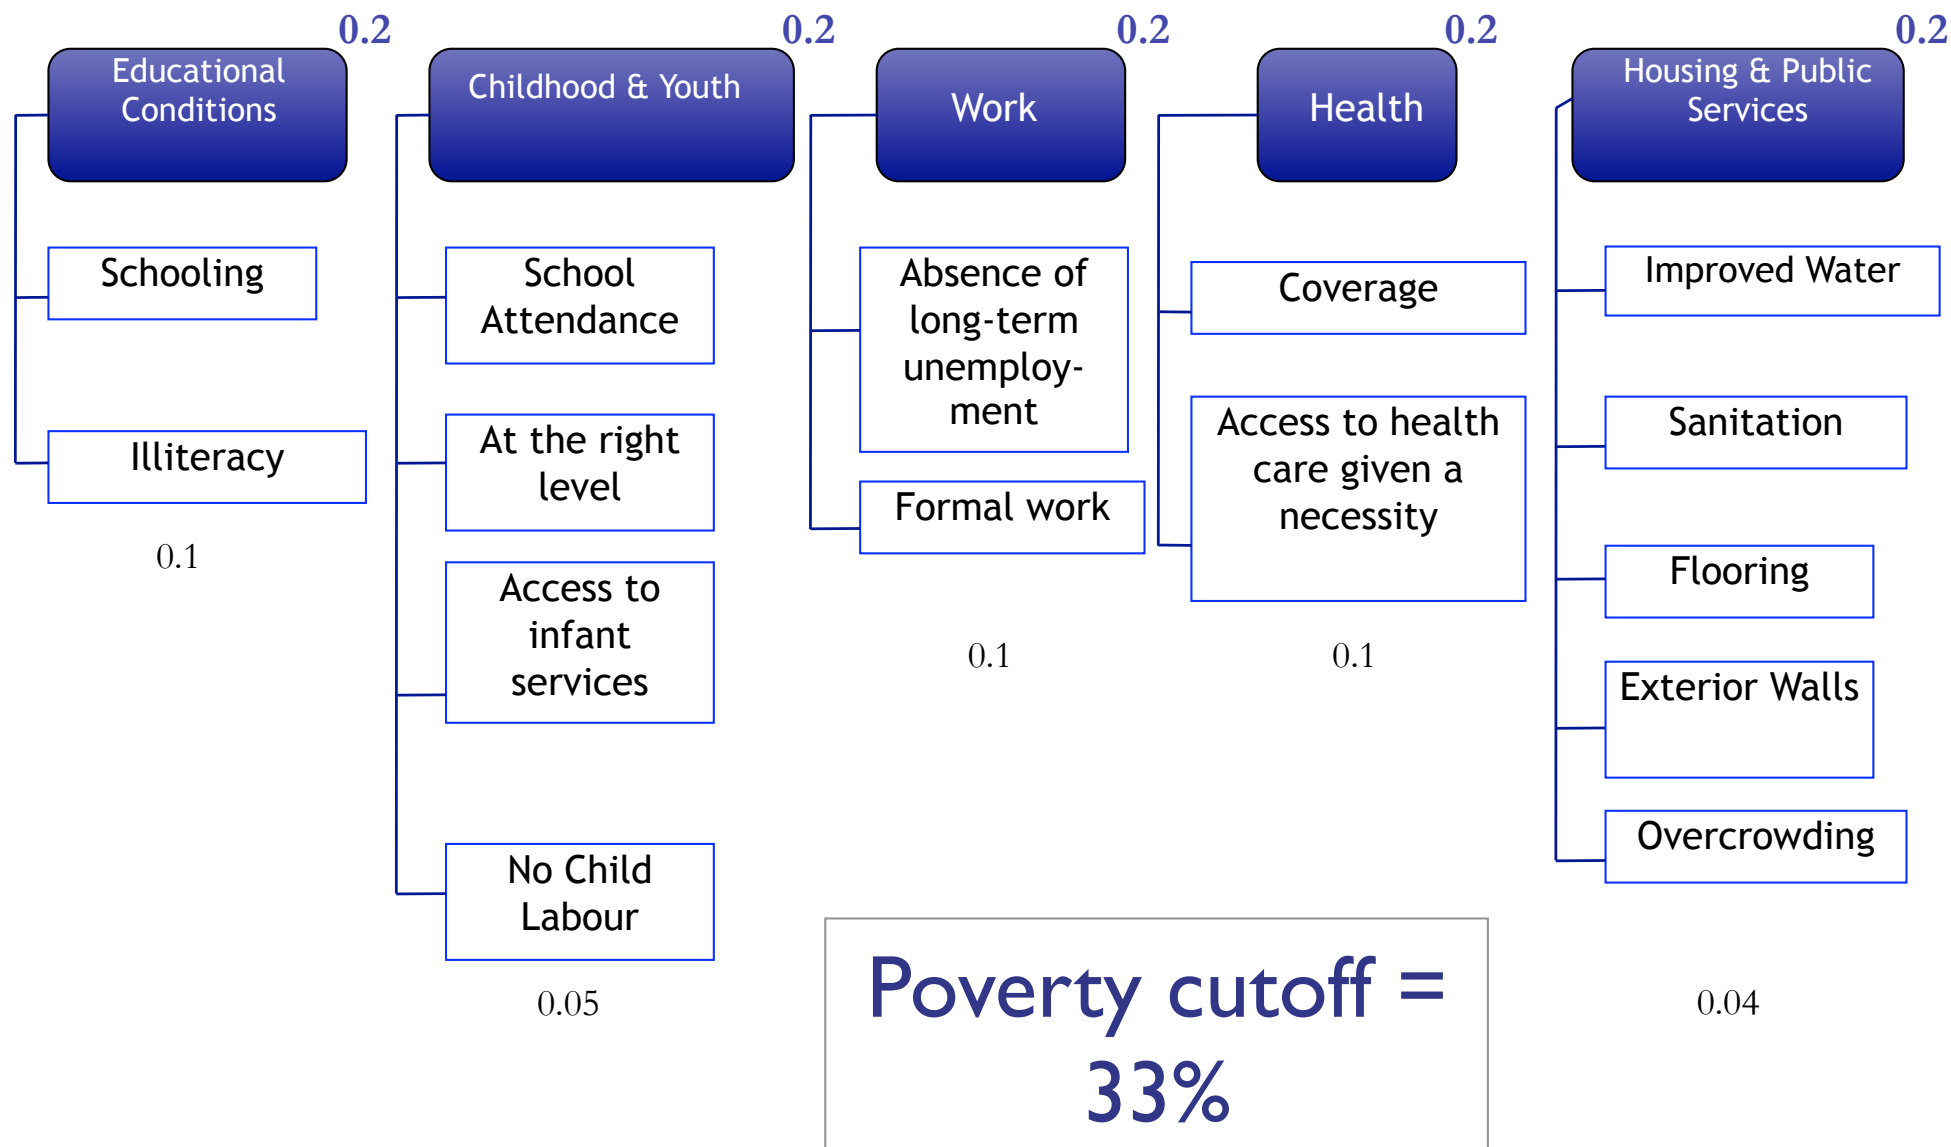 0.2
Educational
Conditions
Schooling
Illiteracy
0.1
0.2
Childhood & Youth
School
Attendance
At the right
level
Access to
infant
services
No Child
Labour
0.05
0.2
Work
Absence of
long-term
unemploy-
ment
Formal work
0.1
0.2
Health
Coverage
Access to health
care given a
necessity
0.1
0.2
Housing & Public
Services
Improved Water
Sanitation
Flooring
Exterior Walls
Overcrowding
0.04
Poverty cutoff =
33%